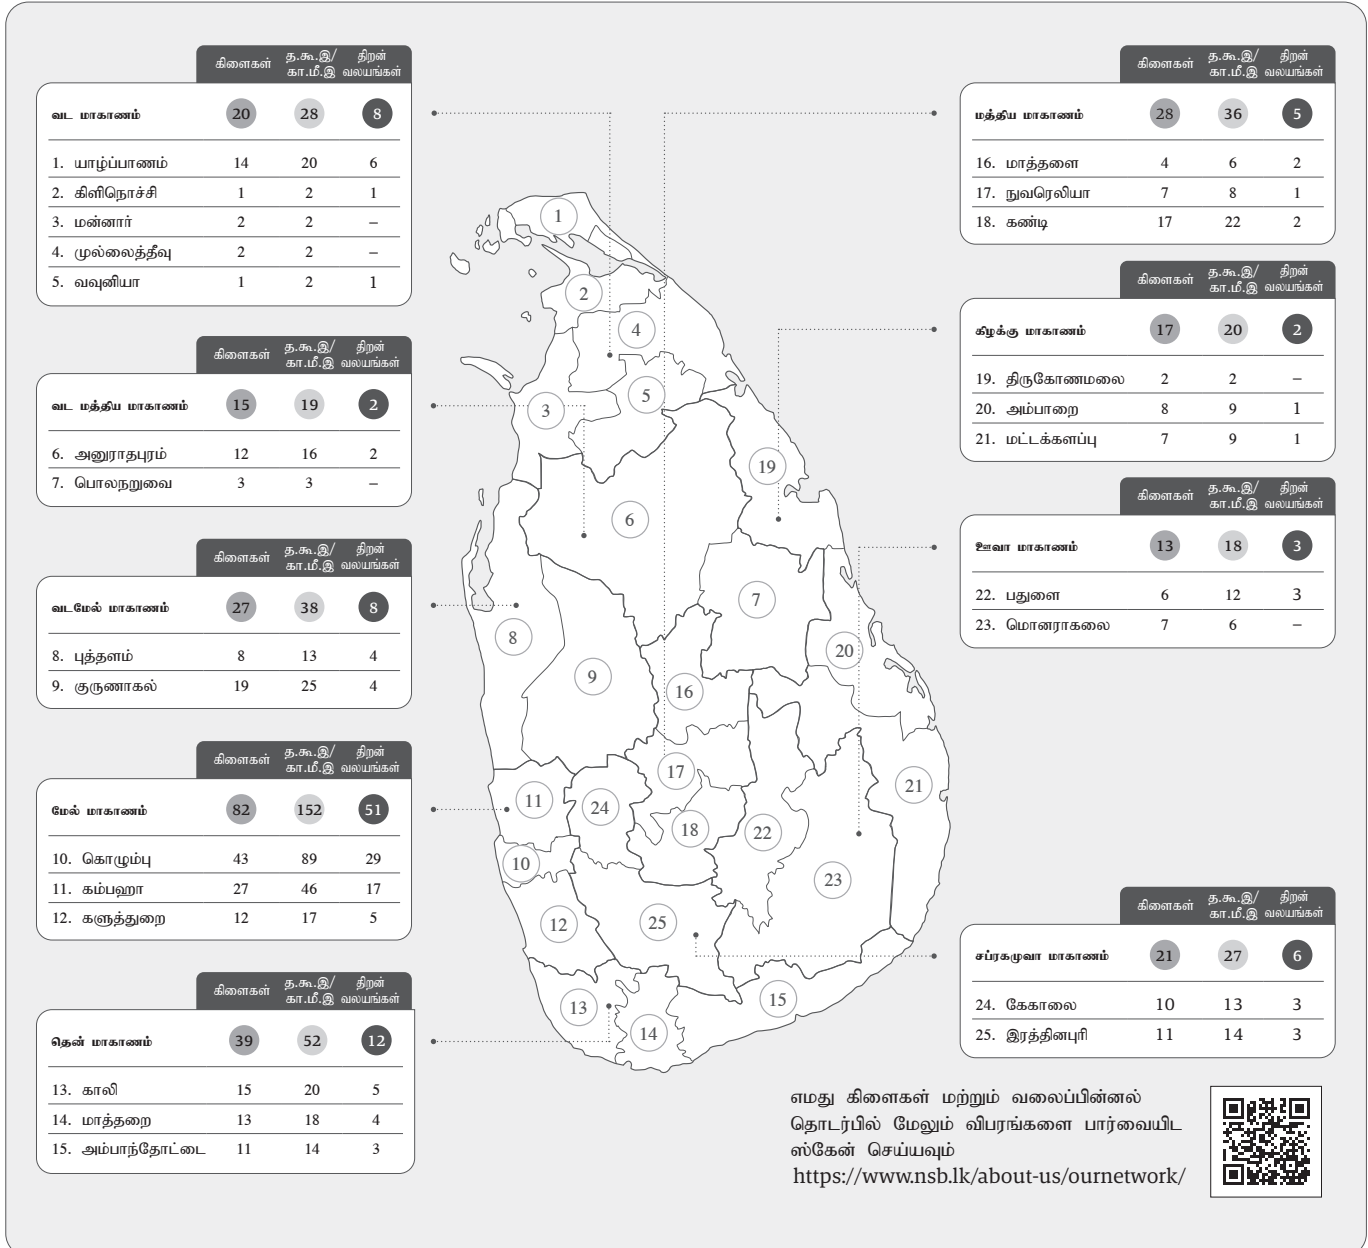 கிளைகள் த.கூ.இ/ கா.மீ.இ திறன் வலயங்கள்
வட மாகாணம் 20 28 8
1. யாழ்ப்பாணம் 14 20 6
2. கிளிநொச்சி 1 2 1
3. மன்னார் 2 2 –
4. முல்லைத்தீவு 2 2 –
5. வவுனியா 1 2 1
கிளைகள் த.கூ.இ/ கா.மீ.இ திறன் வலயங்கள்
வட மத்திய மாகாணம் 15 19 2
6. அனுராதபுரம் 12 16 2
7. பொலநறுவை 3 3 –
கிளைகள் த.கூ.இ/ கா.மீ.இ திறன் வலயங்கள்
வடமேல் மாகாணம் 27 38 8
8. புத்தளம் 8 13 4
9. குருணாகல் 19 25 4
கிளைகள் த.கூ.இ/ கா.மீ.இ திறன் வலயங்கள்
மேல் மாகாணம் 82 152 51
10. கொழும்பு 43 89 29
11. கம்பஹா 27 46 17
12. களுத்துறை 12 17 5
கிளைகள் த.கூ.இ/ கா.மீ.இ திறன் வலயங்கள்
தென் மாகாணம் 39 52 12
13. காலி 15 20 5
14. மாத்தறை 13 18 4
15. அம்பாந்தோட்டை 11 14 3
1
2
4
5
3
19
6
7
8
20
9
16
17
21
11
24
18
22
10
23
25
12
15
13
14
கிளைகள் த.கூ.இ/ கா.மீ.இ திறன் வலயங்கள்
மத்திய மாகாணம் 28 36 5
16. மாத்தளை 4 6 2
17. நுவரெலியா 7 8 1
18. கண்டி 17 22 2
கிளைகள் த.கூ.இ/ கா.மீ.இ திறன் வலயங்கள்
கிழக்கு மாகாணம் 17 20 2
19. திருகோணமலை 2 2 –
20. அம்பாறை 8 9 1
21. மட்டக்களப்பு 7 9 1
கிளைகள் த.கூ.இ/ கா.மீ.இ திறன் வலயங்கள்
ஊவா மாகாணம் 13 18 3
22. பதுளை 6 12 3
23. மொனராகலை 7 6 –
கிளைகள் த.கூ.இ/ கா.மீ.இ திறன் வலயங்கள்
சப்ரகமுவா மாகாணம் 21 27 6
24. கேகாலை 10 13 3
25. இரத்தினபுரி 11 14 3
எமது கிளைகள் மற்றும் வலைப்பின்னல்
தொடர்பில் மேலும் விபரங்களை பார்வையிட
ஸ்கேன் செய்யவும்
https://www.nsb.lk/about-us/ournetwork/